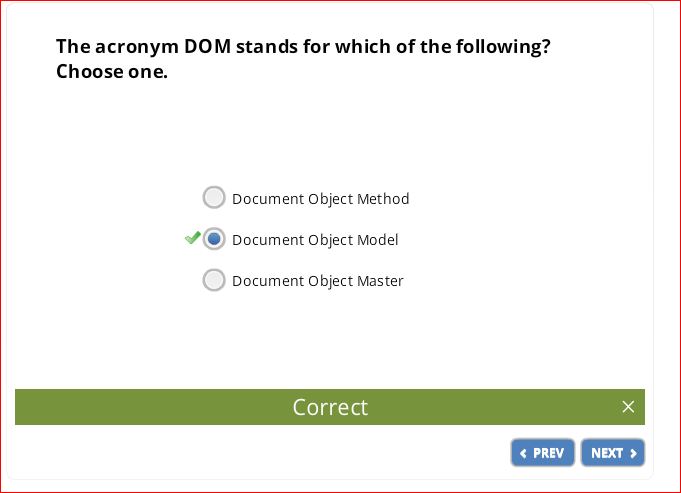 The acronym DOM stands for which of the following?
Choose one.
Document Object Method
Document Object Model
Document Object Master
Correct
PREV
NEXT